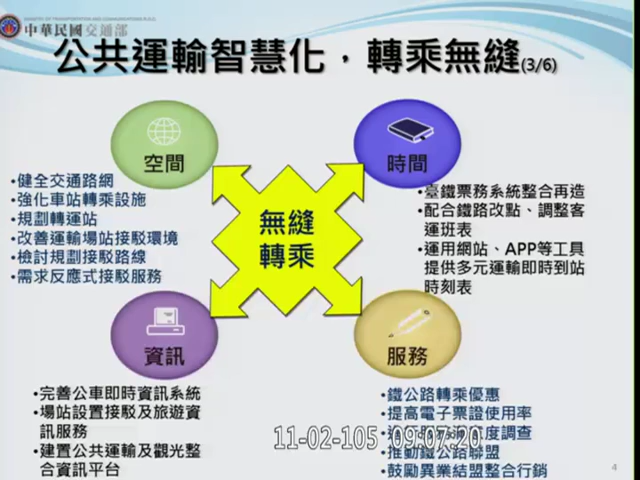 中華民國交通部
MINISTRY OF TRANSPORTATION AND COMMUNICATIONS R.O.C.
公共運輸智慧化，轉乘無縫(3/6)
空間
•健全交通路網
•強化車站轉乘設施
•規劃轉運站
•改善運輸場站接駁環境
•檢討規劃接駁路線
•需求反應式接駁服務
時間
•臺鐵票務系統整合再造
•配合鐵路改點、調整客
運班表
•運用網站、APP等工具
提供多元運輸即時到站
時刻表
無縫
轉乘
資訊
•完善公車即時資訊系統
•場站設置接駁及旅遊資
訊服務
•建置公共運輸及觀光整
合資訊平台
服務
•鐵公路轉乘優惠
•提高電子票證使用率
度調查
•推動鐵公路聯盟
•鼓勵異業結盟整合行銷
11-02-105 09:07:20
4